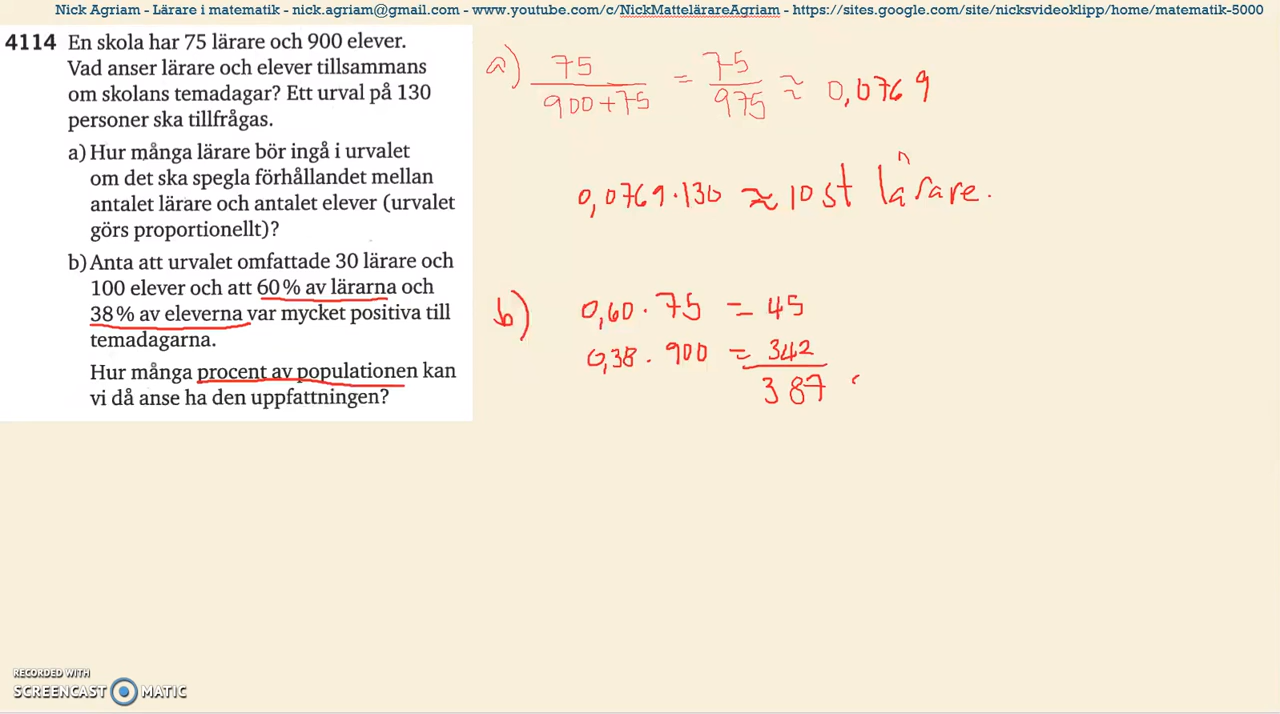 Nick Agriam - Lärare i matematik - nick.agriam@gmail.com - www.youtube.com/c/NickMattelärareAgriam - https://sites.google.com/site/nicksvideoklipp/home/matematik-5000
4114 En skola har 75 lärare och 900 elever.
Vad anser lärare och elever tillsammans
om skolans temadagar? Ett urval på 130
personer ska tillfrågas.
a) Hur många lärare bör ingå i urvalet
om det ska spegla förhållandet mellan
antalet lärare och antalet elever (urvalet
görs proportionellt)?
b) Anta att urvalet omfattade 30 lärare och
100 elever och att 60 % av lärarna och
38 % av eleverna var mycket positiva till
temadagarna.
Hur många procent av populationen kan
vi då anse ha den uppfattningen?
a) 75/(900+75) = 75/975 ≈ 0,0769
0,0769·130 ≈ 10 st lärare.
b) 0,60 · 75 = 45
0,38 · 900 = 342
387
RECORDED WITH
SCREENCAST MATIC